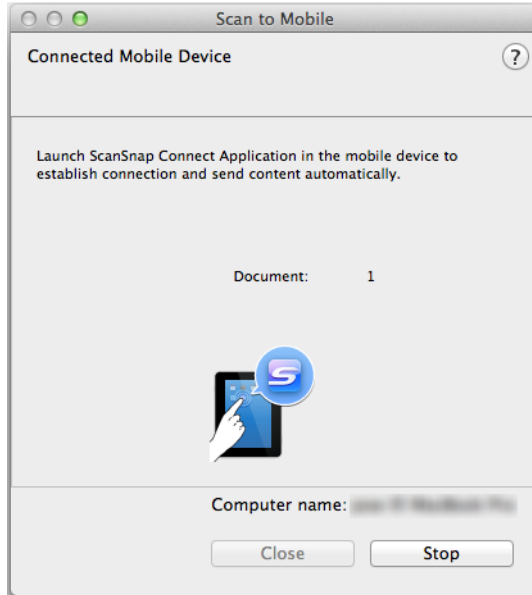 Scan to Mobile
Connected Mobile Device
?
Launch ScanSnap Connect Application in the mobile device to
establish connection and send content automatically.
Document: 1
S
Computer name:
Close Stop